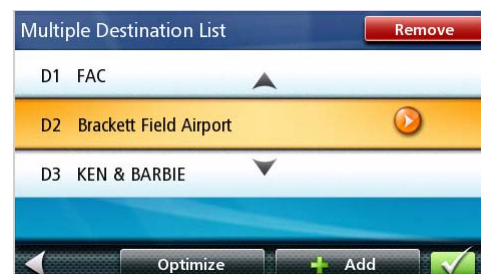 Multiple Destination List Remove
D1 FAC
D2 Brackett Field Airport
D3 KEN & BARBIE
Optimize Add